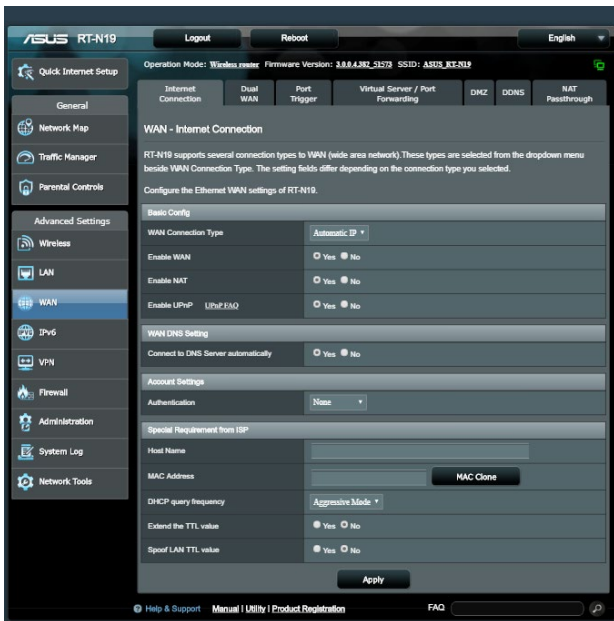 ASUS RT-N19 Logout Reboot English
Quick Internet Setup
General
Network Map
Traffic Manager
Parental Controls
Advanced Settings
Wireless
LAN
WAN
IPv6
VPN
Firewall
Administration
System Log
Network Tools
Operation Mode: Wireless router Firmware Version: 3.0.0.4.382_51573 SSID: ASUS_RT-N19
Internet Connection
Dual WAN
Port Trigger
Virtual Server / Port Forwarding
DMZ
DDNS
NAT Passthrough
WAN - Internet Connection
RT-N19 supports several connection types to WAN (wide area network).These types are selected from the dropdown menu
beside WAN Connection Type. The setting fields differ depending on the connection type you selected.
Configure the Ethernet WAN settings of RT-N19.
Basic Config
WAN Connection Type Automatic IP
Enable WAN Yes No
Enable NAT Yes No
Enable UPnP UPnP FAQ Yes No
WAN DNS Setting
Connect to DNS Server automatically Yes No
Account Settings
Authentication None
Special Requirement from ISP
Host Name
MAC Address MAC Clone
DHCP query frequency Aggressive Mode
Extend the TTL value Yes No
Spoof LAN TTL value Yes No
Apply
Help & Support Manual | Utility | Product Registration FAQ